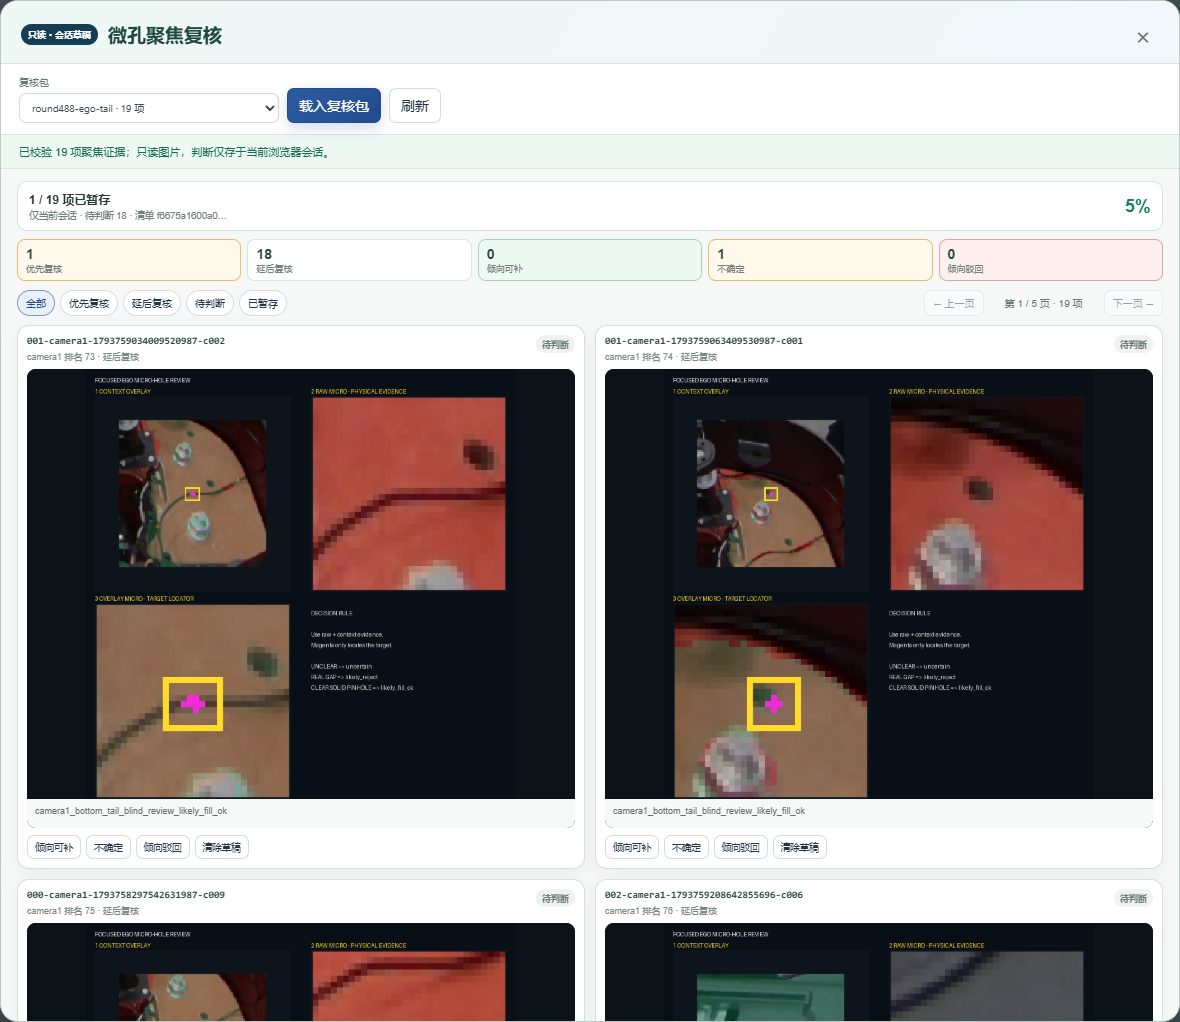 只读 · 会话草稿
微孔聚焦复核
×
复核包
round488-ego-tail · 19 项
载入复核包
刷新
已校验 19 项聚焦证据；只读图片，判断仅存于当前浏览器会话。
1 / 19 项已暂存
仅当前会话 · 待判断 18 · 清单 f6675a1600a0…
5%
1
优先复核
18
延后复核
0
倾向可补
1
不确定
0
倾向驳回
全部
优先复核
延后复核
待判断
已暂存
← 上一页
第 1 / 5 页 · 19 项
下一页 →
001-camera1-1793759034009520987-c002
待判断
camera1 排名 73 · 延后复核
FOCUSED EGO MICRO-HOLE REVIEW
1 CONTEXT OVERLAY
2 RAW MICRO - PHYSICAL EVIDENCE
3 OVERLAY MICRO - TARGET LOCATOR
DECISION RULE
Use raw + context evidence.
Magenta only locates the target.
UNCLEAR => uncertain
REAL GAP => likely_reject
CLEAR SOLID PINHOLE => likely_fill_ok
camera1_bottom_tail_blind_review_likely_fill_ok
倾向可补
不确定
倾向驳回
清除草稿
001-camera1-1793759063409530987-c001
待判断
camera1 排名 74 · 延后复核
FOCUSED EGO MICRO-HOLE REVIEW
1 CONTEXT OVERLAY
2 RAW MICRO - PHYSICAL EVIDENCE
3 OVERLAY MICRO - TARGET LOCATOR
DECISION RULE
Use raw + context evidence.
Magenta only locates the target.
UNCLEAR => uncertain
REAL GAP => likely_reject
CLEAR SOLID PINHOLE => likely_fill_ok
camera1_bottom_tail_blind_review_likely_fill_ok
倾向可补
不确定
倾向驳回
清除草稿
000-camera1-1793758297542631987-c009
待判断
camera1 排名 75 · 延后复核
FOCUSED EGO MICRO-HOLE REVIEW
1 CONTEXT OVERLAY
2 RAW MICRO - PHYSICAL EVIDENCE
002-camera1-1793759208642855696-c006
待判断
camera1 排名 76 · 延后复核
FOCUSED EGO MICRO-HOLE REVIEW
1 CONTEXT OVERLAY
2 RAW MICRO - PHYSICAL EVIDENCE